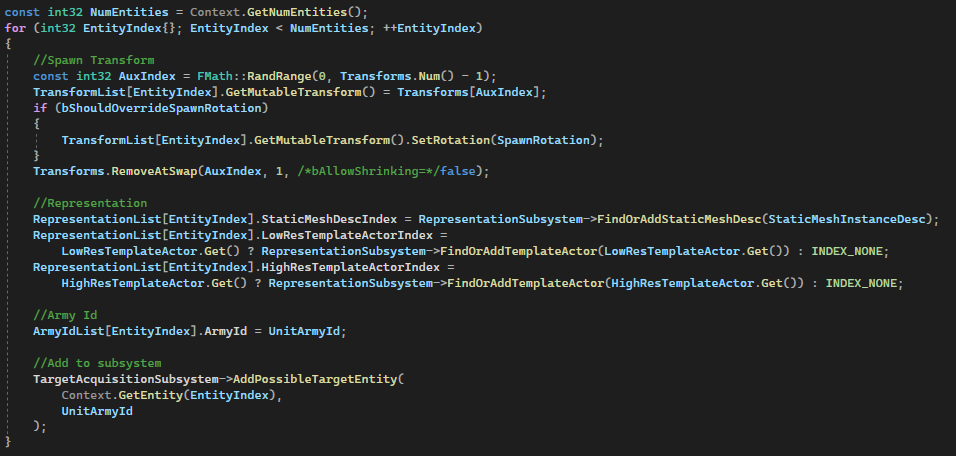 const int32 NumEntities = Context.GetNumEntities();
for (int32 EntityIndex{}; EntityIndex < NumEntities; ++EntityIndex)
{
    //Spawn Transform
    const int32 AuxIndex = FMath::RandRange(0, Transforms.Num() - 1);
    TransformList[EntityIndex].GetMutableTransform() = Transforms[AuxIndex];
    if (bShouldOverrideSpawnRotation)
    {
        TransformList[EntityIndex].GetMutableTransform().SetRotation(SpawnRotation);
    }
    Transforms.RemoveAtSwap(AuxIndex, 1, /*bAllowShrinking=*/false);

    //Representation
    RepresentationList[EntityIndex].StaticMeshDescIndex = RepresentationSubsystem->FindOrAddStaticMeshDesc(StaticMeshInstanceDesc);
    RepresentationList[EntityIndex].LowResTemplateActorIndex =
        LowResTemplateActor.Get() ? RepresentationSubsystem->FindOrAddTemplateActor(LowResTemplateActor.Get()) : INDEX_NONE;
    RepresentationList[EntityIndex].HighResTemplateActorIndex =
        HighResTemplateActor.Get() ? RepresentationSubsystem->FindOrAddTemplateActor(HighResTemplateActor.Get()) : INDEX_NONE;

    //Army Id
    ArmyIdList[EntityIndex].ArmyId = UnitArmyId;

    //Add to subsystem
    TargetAcquisitionSubsystem->AddPossibleTargetEntity(
        Context.GetEntity(EntityIndex),
        UnitArmyId
    );
}